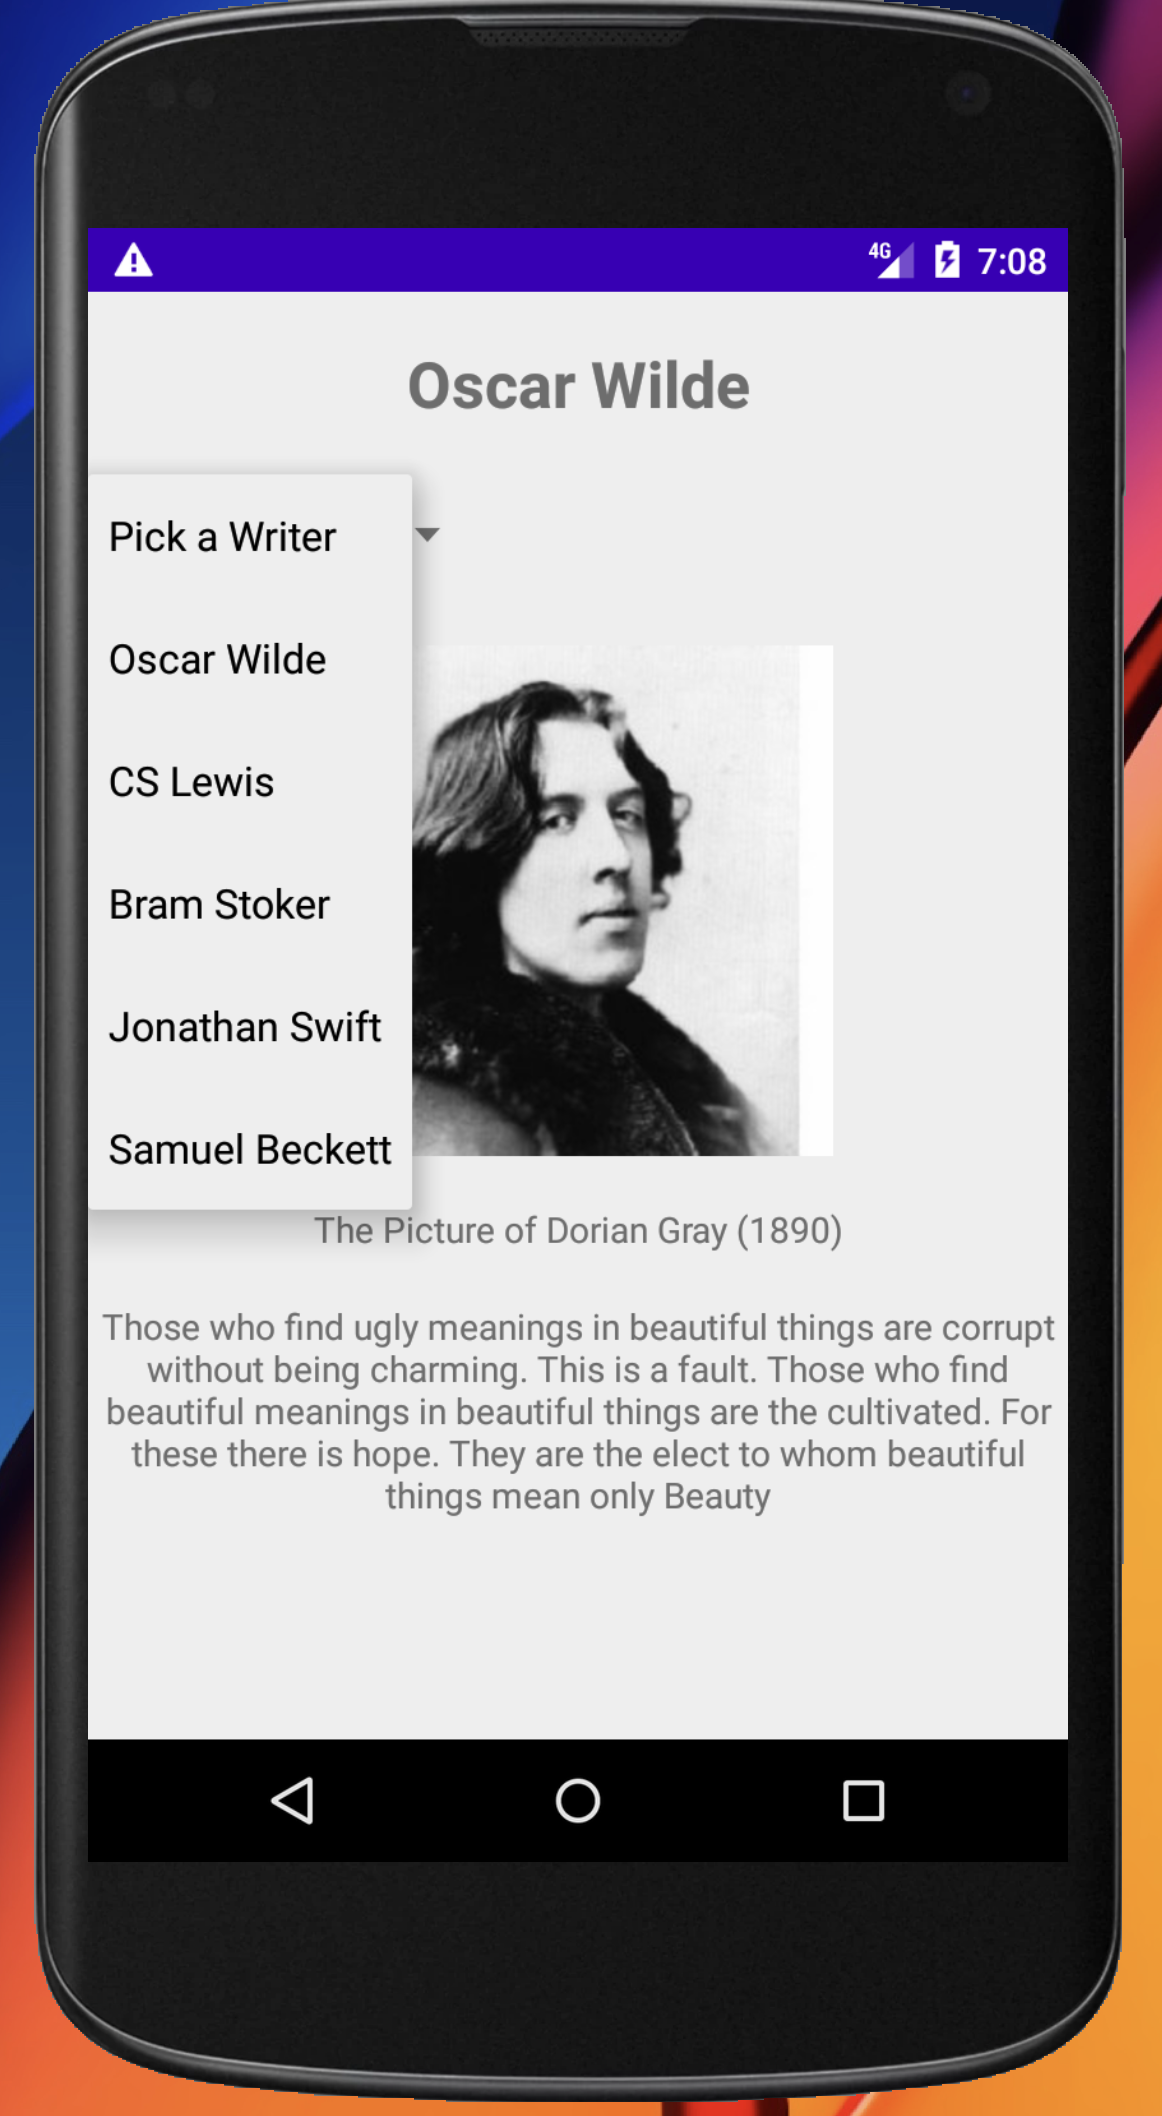 4G 7:08
Oscar Wilde
Pick a Writer
Oscar Wilde
CS Lewis
Bram Stoker
Jonathan Swift
Samuel Beckett
The Picture of Dorian Gray (1890)
Those who find ugly meanings in beautiful things are corrupt
without being charming. This is a fault. Those who find
beautiful meanings in beautiful things are the cultivated. For
these there is hope. They are the elect to whom beautiful
things mean only Beauty